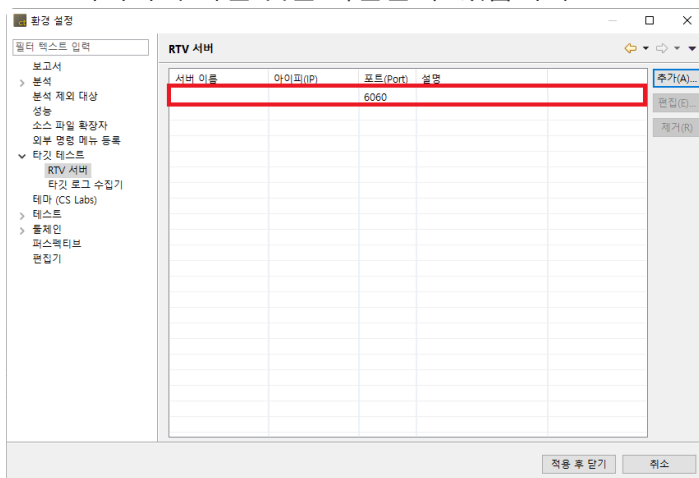 환경 설정
필터 텍스트 입력
RTV 서버
보고서
분석
분석 제외 대상
성능
소스 파일 확장자
외부 명령 메뉴 등록
타깃 테스트
RTV 서버
타깃 로그 수집기
테마 (CS Labs)
테스트
툴체인
퍼스펙티브
편집기
서버 이름 아이피(IP) 포트(Port) 설명
6060
추가(A)...
편집(E)...
제거(R)
적용 후 닫기 취소